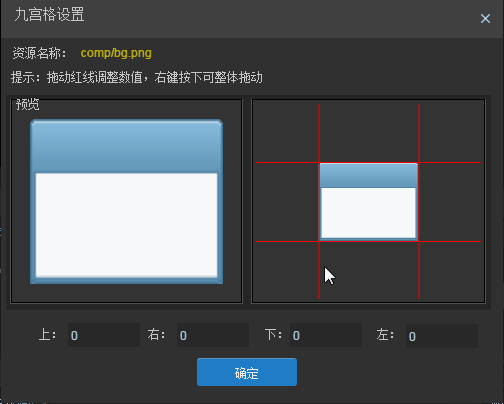 九宫格设置
资源名称： comp/bg.png
提示：拖动红线调整数值，右键按下可整体拖动
预览
上： 0 右： 0 下： 0 左： 0
确定